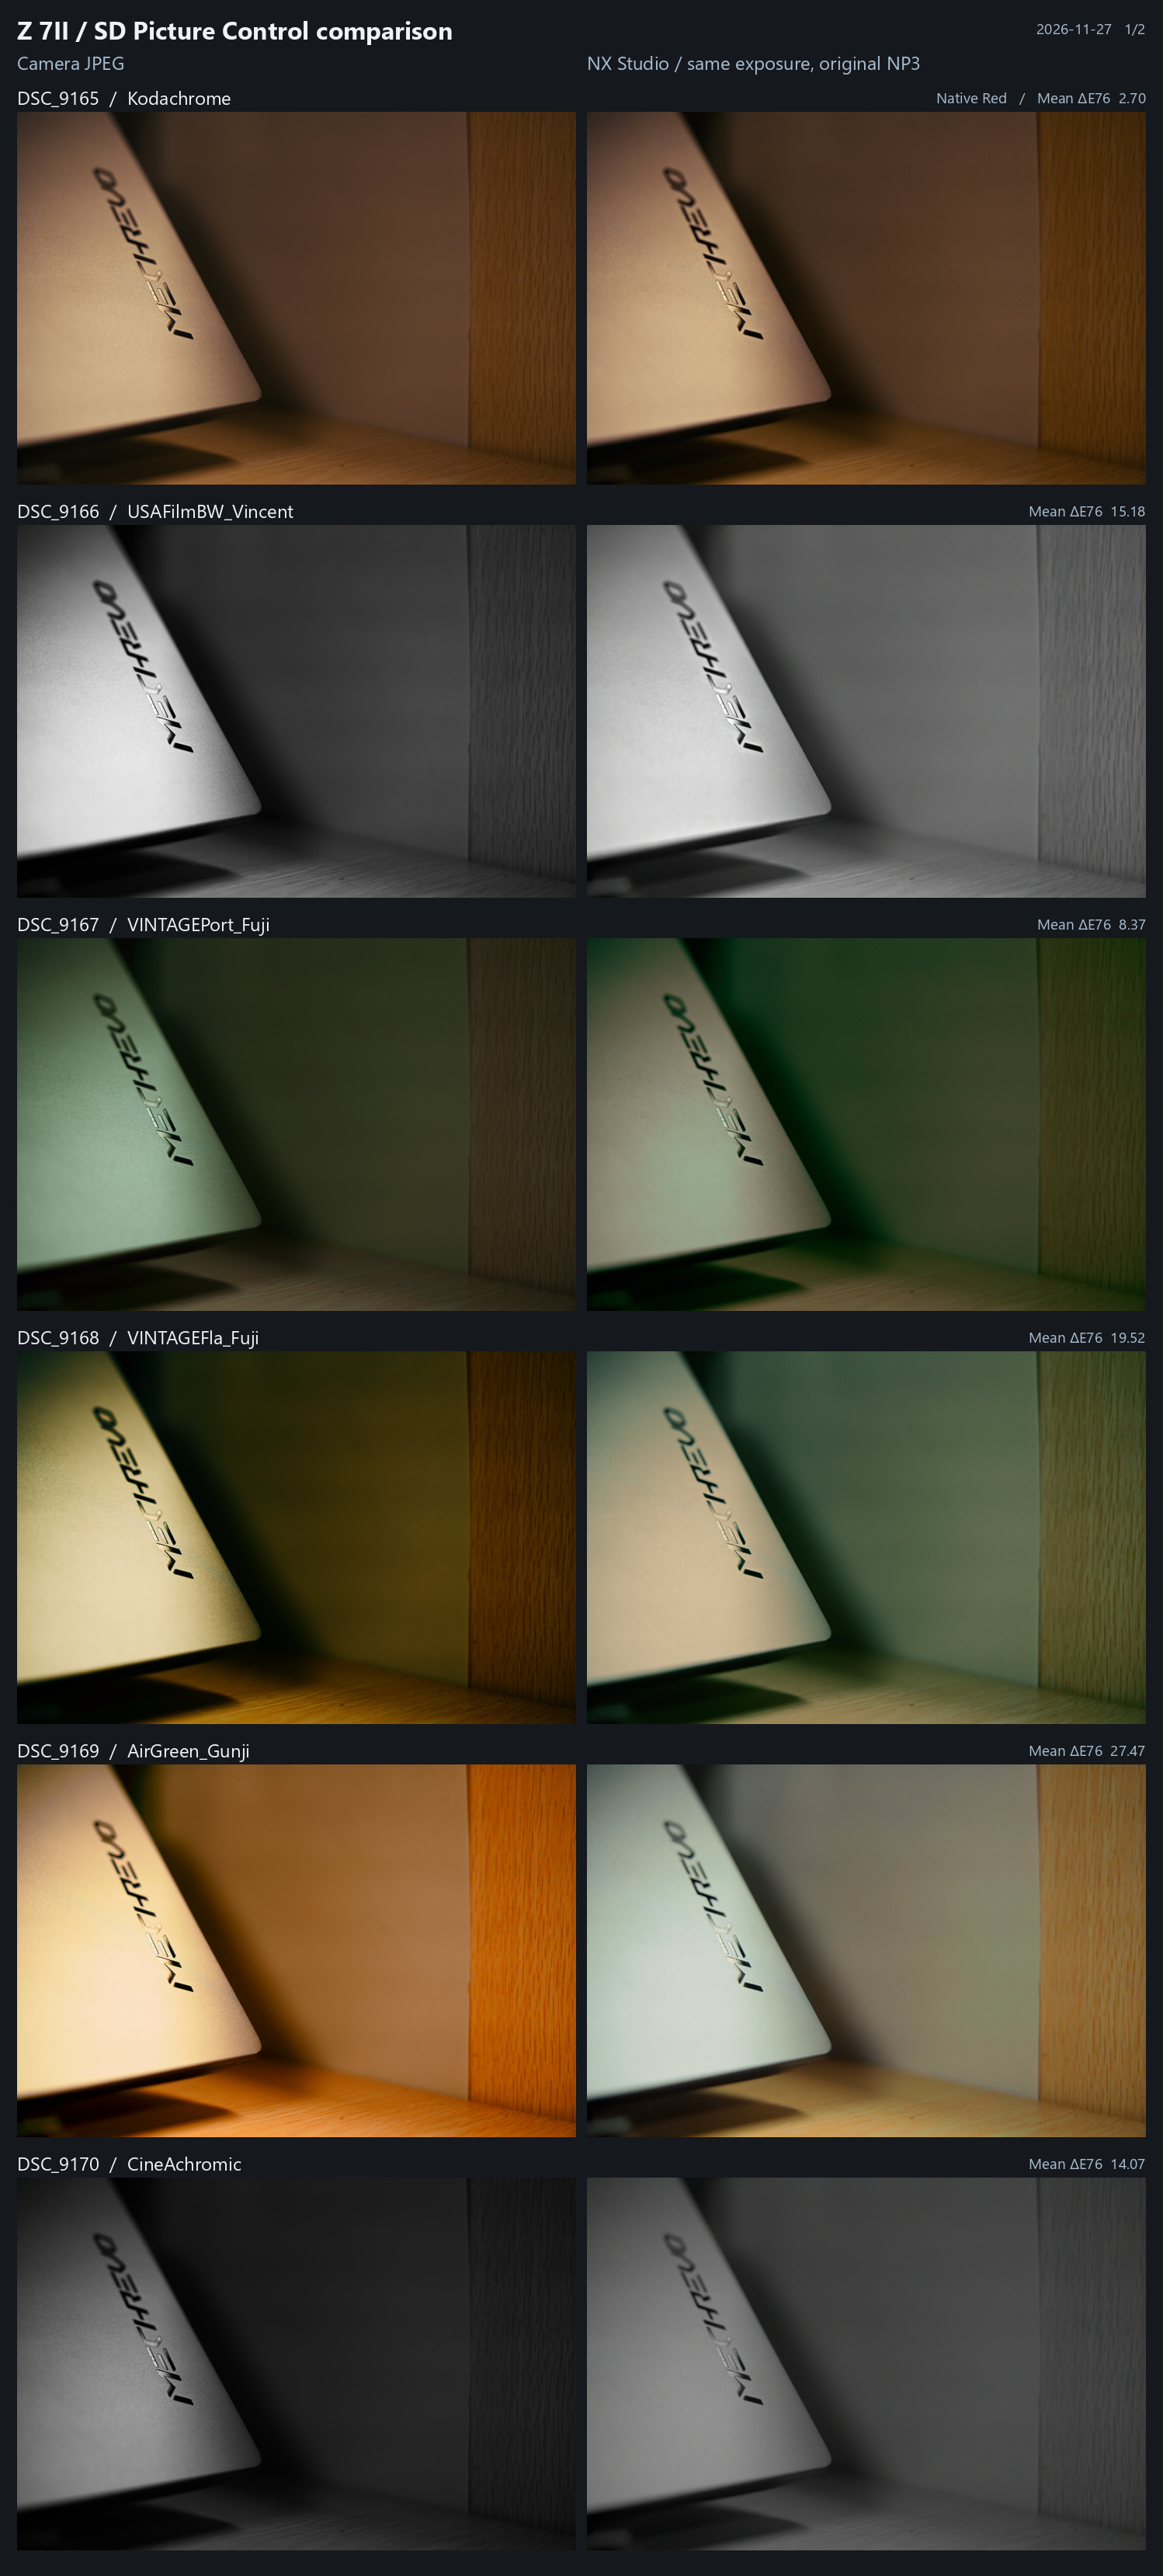 Z 7II / SD Picture Control comparison
2026-11-27 1/2
Camera JPEG
NX Studio / same exposure, original NP3
DSC_9165 / Kodachrome
Native Red / Mean ΔE76 2.70
DSC_9166 / USAFilmBW_Vincent
Mean ΔE76 15.18
DSC_9167 / VINTAGEPort_Fuji
Mean ΔE76 8.37
DSC_9168 / VINTAGEFla_Fuji
Mean ΔE76 19.52
DSC_9169 / AirGreen_Gunji
Mean ΔE76 27.47
DSC_9170 / CineAchromic
Mean ΔE76 14.07